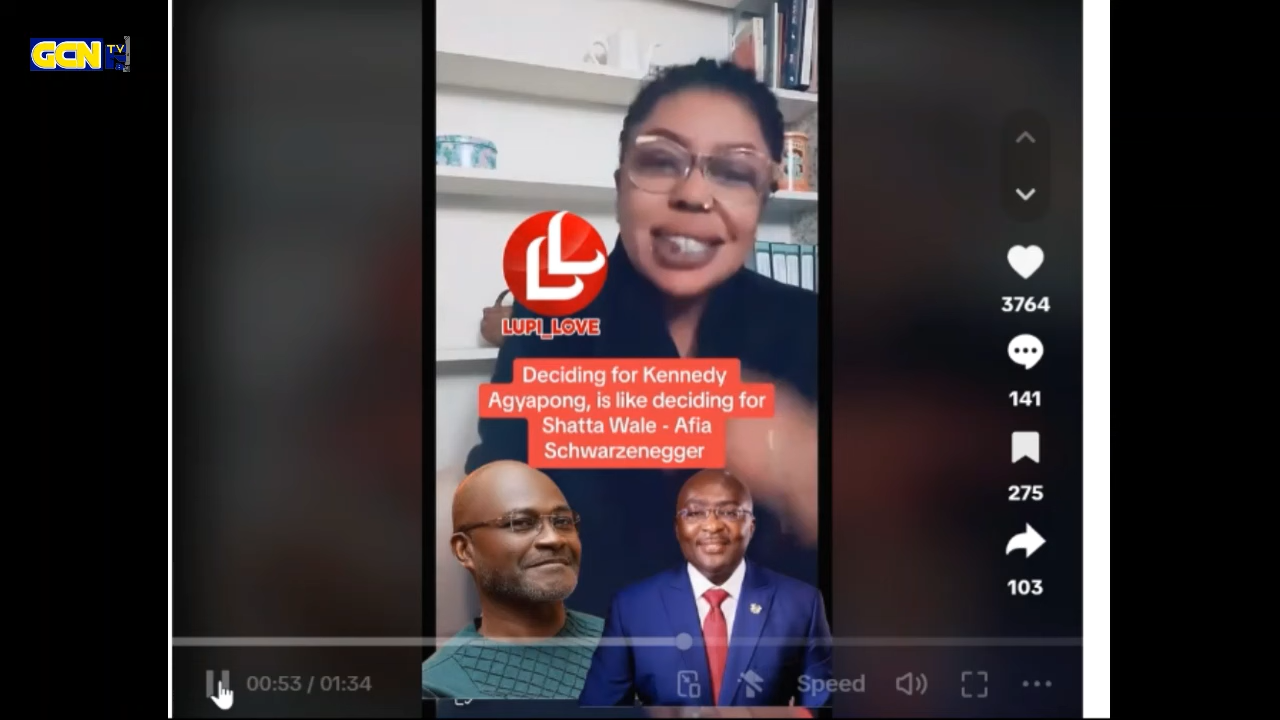 GCN TV
3764
LUPI_LOVE
Deciding for Kennedy
Agyapong, is like deciding for
Shatta Wale - Afia
Schwarzenegger
141
275
103
00:53 / 01:34
Speed